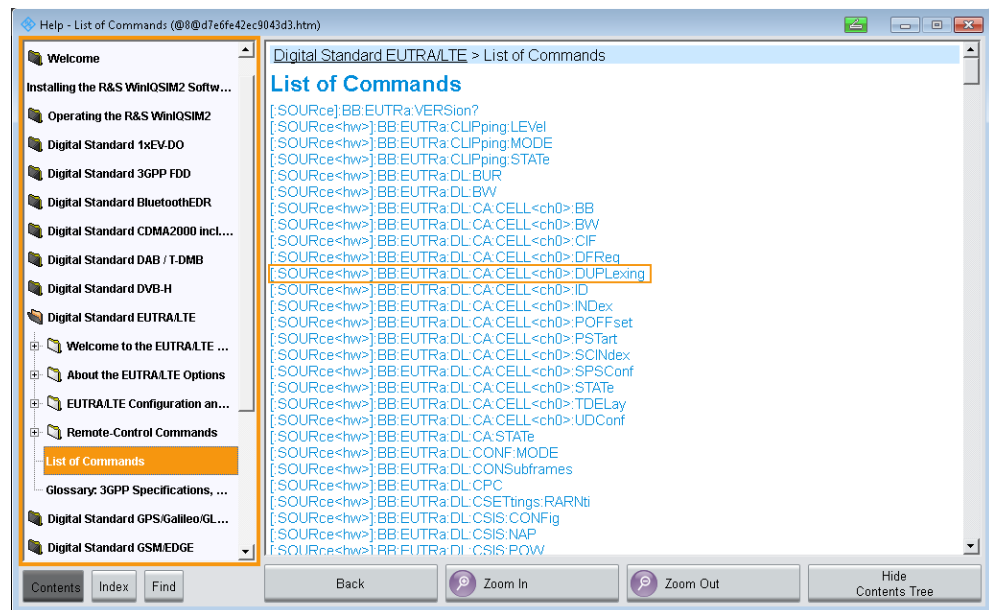 Help - List of Commands (@8@d7e6fe42ec9043d3.htm)
Welcome
Installing the R&S WinIQSIM2 Softw...
Operating the R&S WinIQSIM2
Digital Standard 1xEV-DO
Digital Standard 3GPP FDD
Digital Standard BluetoothEDR
Digital Standard CDMA2000 incl....
Digital Standard DAB / T-DMB
Digital Standard DVB-H
Digital Standard EUTRA/LTE
Welcome to the EUTRA/LTE ...
About the EUTRA/LTE Options
EUTRA/LTE Configuration an...
Remote-Control Commands
List of Commands
Glossary: 3GPP Specifications, ...
Digital Standard GPS/Galileo/GL...
Digital Standard GSM/EDGE
Digital Standard EUTRA/LTE > List of Commands
List of Commands
[:SOURce]:BB:EUTRa:VERSion?
[:SOURce<hw>]:BB:EUTRa:CLIPping:LEVel
[:SOURce<hw>]:BB:EUTRa:CLIPping:MODE
[:SOURce<hw>]:BB:EUTRa:CLIPping:STATe
[:SOURce<hw>]:BB:EUTRa:DL:BUR
[:SOURce<hw>]:BB:EUTRa:DL:BW
[:SOURce<hw>]:BB:EUTRa:DL:CA:CELL<ch0>:BB
[:SOURce<hw>]:BB:EUTRa:DL:CA:CELL<ch0>:BW
[:SOURce<hw>]:BB:EUTRa:DL:CA:CELL<ch0>:CIF
[:SOURce<hw>]:BB:EUTRa:DL:CA:CELL<ch0>:DFReq
[:SOURce<hw>]:BB:EUTRa:DL:CA:CELL<ch0>:DUPLexing
[:SOURce<hw>]:BB:EUTRa:DL:CA:CELL<ch0>:ID
[:SOURce<hw>]:BB:EUTRa:DL:CA:CELL<ch0>:INDex
[:SOURce<hw>]:BB:EUTRa:DL:CA:CELL<ch0>:POFFset
[:SOURce<hw>]:BB:EUTRa:DL:CA:CELL<ch0>:PSTart
[:SOURce<hw>]:BB:EUTRa:DL:CA:CELL<ch0>:SCINdex
[:SOURce<hw>]:BB:EUTRa:DL:CA:CELL<ch0>:SPSConf
[:SOURce<hw>]:BB:EUTRa:DL:CA:CELL<ch0>:STATe
[:SOURce<hw>]:BB:EUTRa:DL:CA:CELL<ch0>:TDELay
[:SOURce<hw>]:BB:EUTRa:DL:CA:CELL<ch0>:UDConf
[:SOURce<hw>]:BB:EUTRa:DL:CA:STATe
[:SOURce<hw>]:BB:EUTRa:DL:CONF:MODE
[:SOURce<hw>]:BB:EUTRa:DL:CONSubframes
[:SOURce<hw>]:BB:EUTRa:DL:CPC
[:SOURce<hw>]:BB:EUTRa:DL:CSETtings:RARNti
[:SOURce<hw>]:BB:EUTRa:DL:CSIS:CONFig
[:SOURce<hw>]:BB:EUTRa:DL:CSIS:NAP
[:SOURce<hw>]:BB:EUTRa:DL:CSIS:POW
Contents
Index
Find
Back
Zoom In
Zoom Out
Hide
Contents Tree